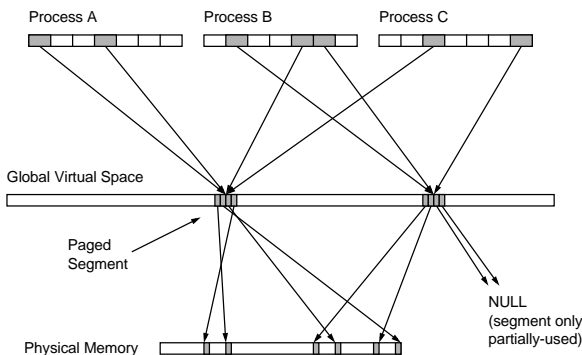 Process A
Process B
Process C
Global Virtual Space
Paged
Segment
NULL
(segment only
partially-used)
Physical Memory